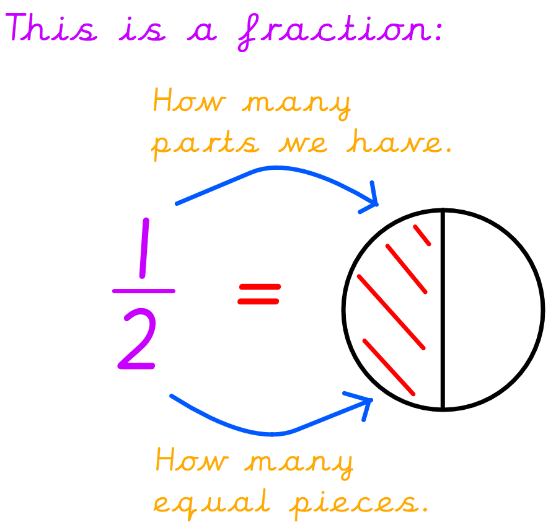 This is a fraction:
How many
parts we have.
1
2
=
How many
equal pieces.